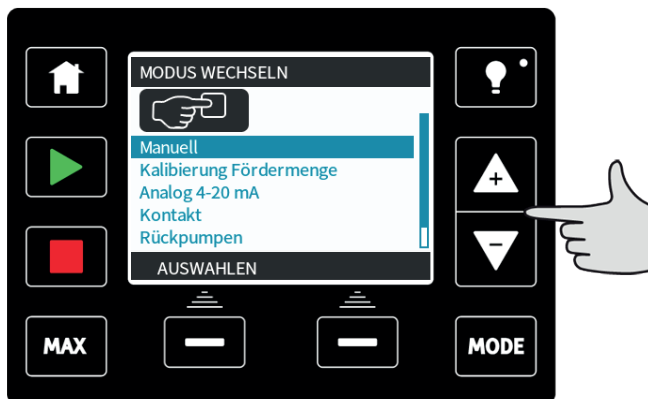 MODUS WECHSELN
Manuell
Kalibierung Fördermenge
Analog 4-20 mA
Kontakt
Rückpumpen
AUSWAHLEN
+
−
MAX
MODE